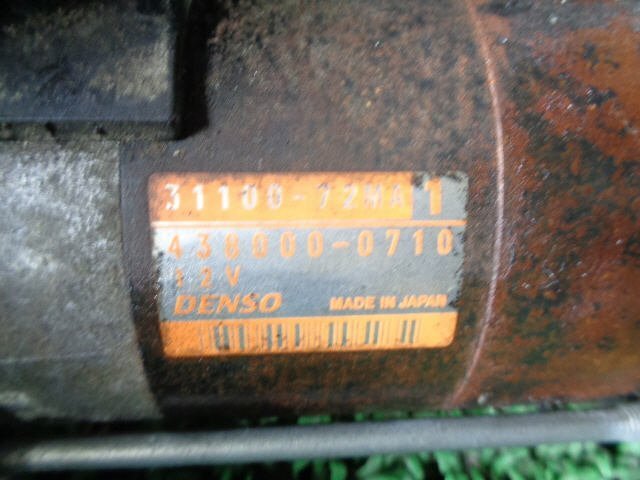 31100-72MA1
438000-0710
12V
DENSO MADE IN JAPAN